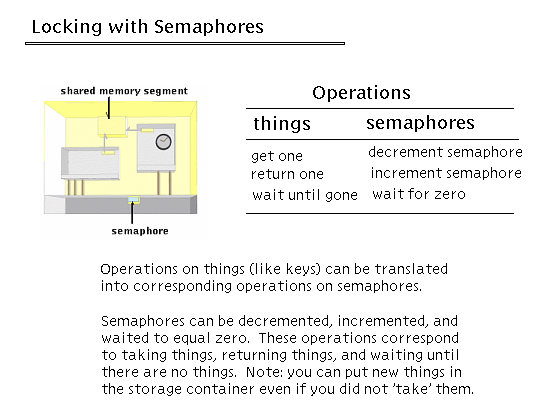 Locking with Semaphores
shared memory segment
semaphore
Operations
things semaphores
get one decrement semaphore
return one increment semaphore
wait until gone wait for zero
Operations on things (like keys) can be translated
into corresponding operations on semaphores.
Semaphores can be decremented, incremented, and
waited to equal zero. These operations correspond
to taking things, returning things, and waiting until
there are no things. Note: you can put new things in
the storage container even if you did not 'take' them.